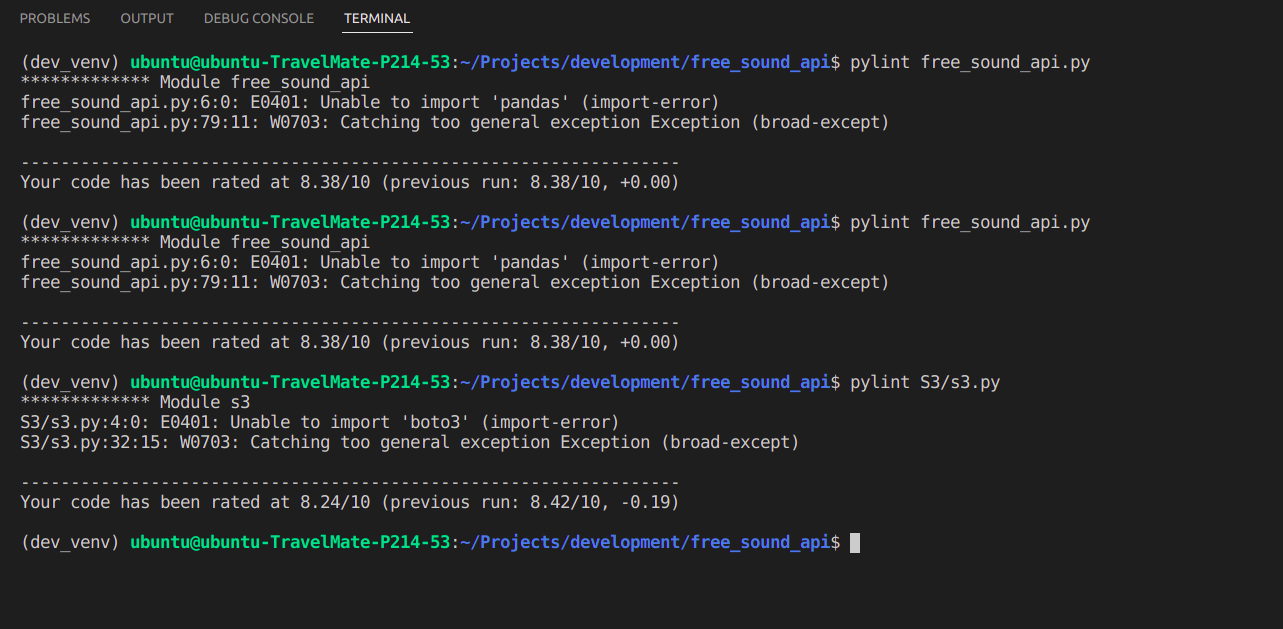 PROBLEMS OUTPUT DEBUG CONSOLE TERMINAL
(dev_venv) ubuntu@ubuntu-TravelMate-P214-53:~/Projects/development/free_sound_api$ pylint free_sound_api.py
************* Module free_sound_api
free_sound_api.py:6:0: E0401: Unable to import 'pandas' (import-error)
free_sound_api.py:79:11: W0703: Catching too general exception Exception (broad-except)
------------------------------------------------------------------
Your code has been rated at 8.38/10 (previous run: 8.38/10, +0.00)
(dev_venv) ubuntu@ubuntu-TravelMate-P214-53:~/Projects/development/free_sound_api$ pylint free_sound_api.py
************* Module free_sound_api
free_sound_api.py:6:0: E0401: Unable to import 'pandas' (import-error)
free_sound_api.py:79:11: W0703: Catching too general exception Exception (broad-except)
------------------------------------------------------------------
Your code has been rated at 8.38/10 (previous run: 8.38/10, +0.00)
(dev_venv) ubuntu@ubuntu-TravelMate-P214-53:~/Projects/development/free_sound_api$ pylint S3/s3.py
************* Module s3
S3/s3.py:4:0: E0401: Unable to import 'boto3' (import-error)
S3/s3.py:32:15: W0703: Catching too general exception Exception (broad-except)
------------------------------------------------------------------
Your code has been rated at 8.24/10 (previous run: 8.42/10, -0.19)
(dev_venv) ubuntu@ubuntu-TravelMate-P214-53:~/Projects/development/free_sound_api$